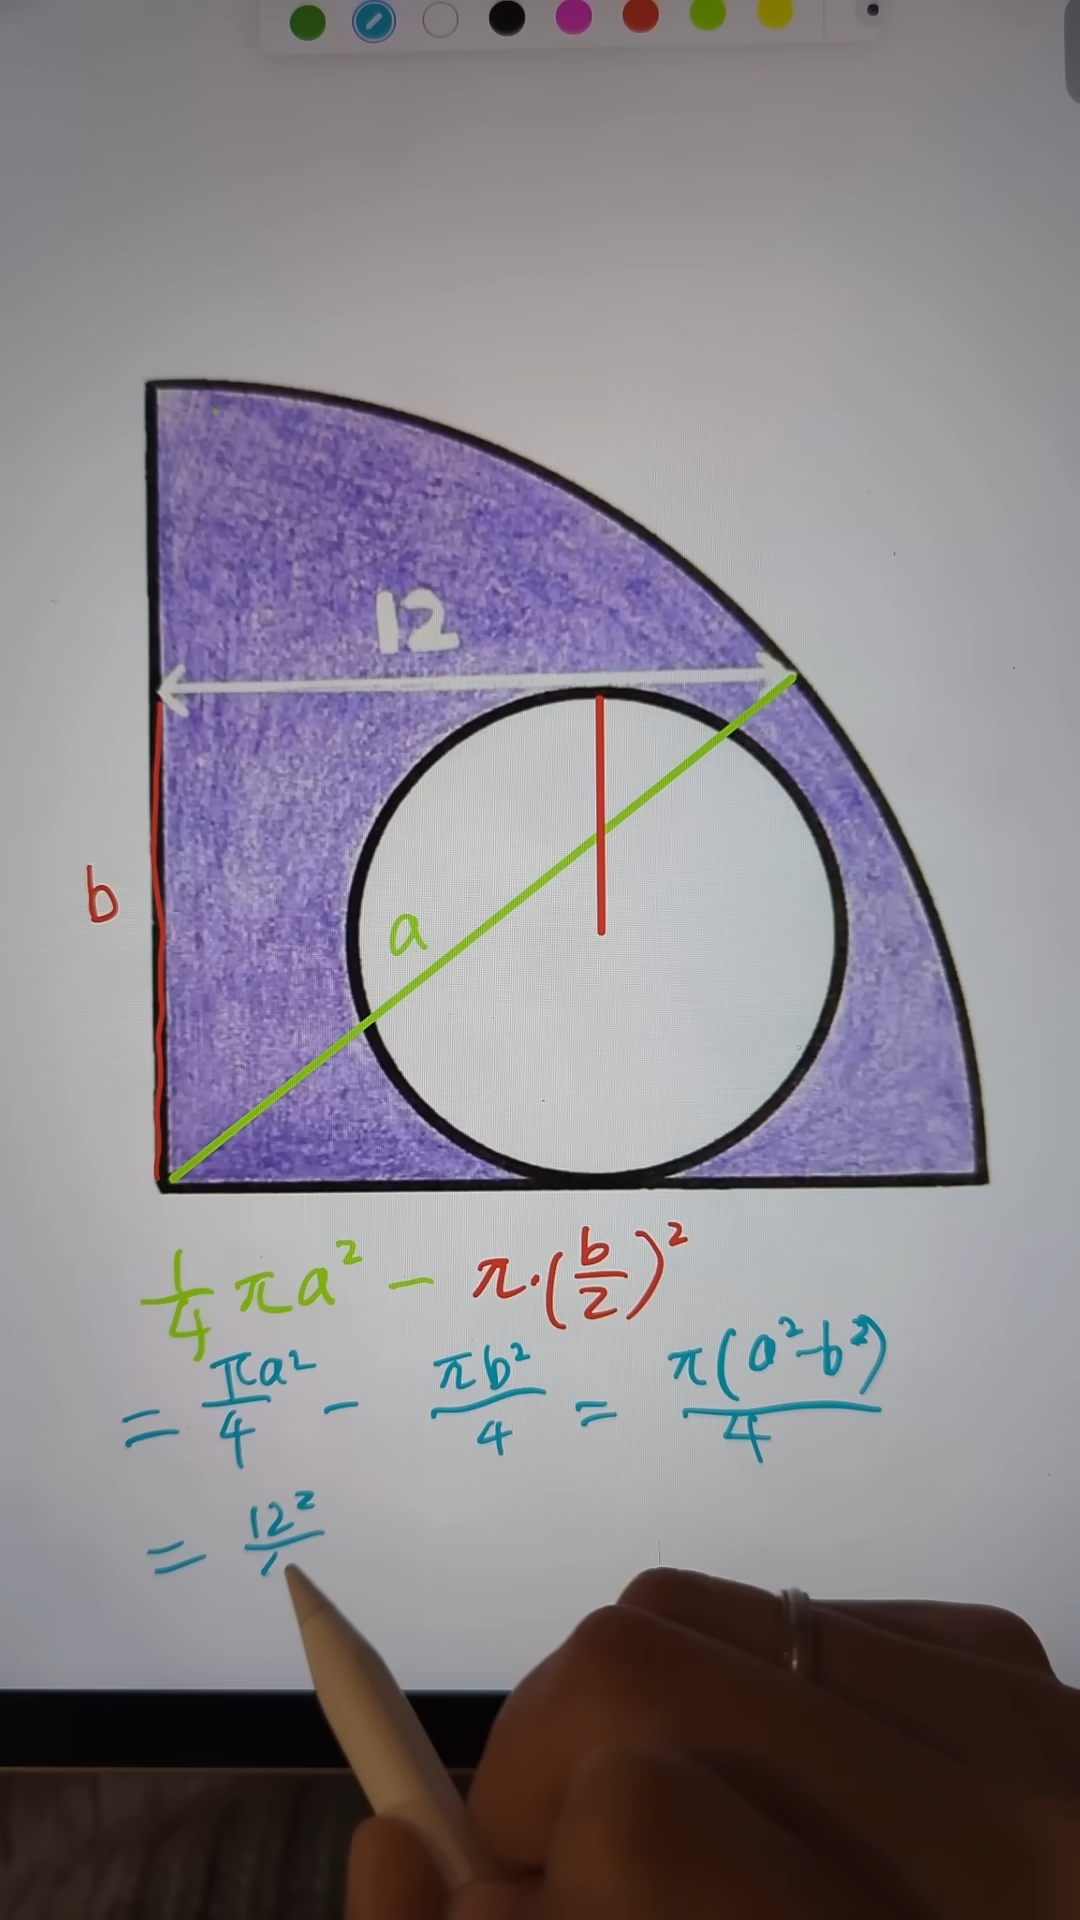 12
b
a
1/4 πa² - π·(b/2)²
= πa²/4 - πb²/4 = π(a²-b²)/4
= 12²/